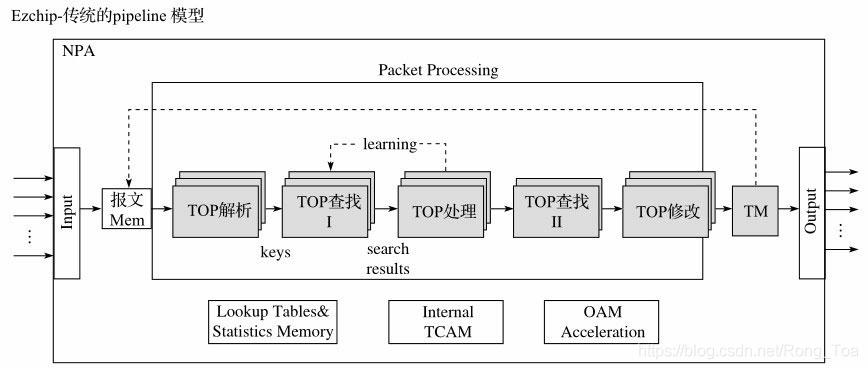 Ezchip-传统的pipeline 模型
NPA
Packet Processing
learning
Input
报文
Mem
TOP解析
TOP查找
I
TOP处理
TOP查找
II
TOP修改
TM
Output
keys
search
results
Lookup Tables&
Statistics Memory
Internal
TCAM
OAM
Acceleration
https://blog.csdn.net/Rong_Toa